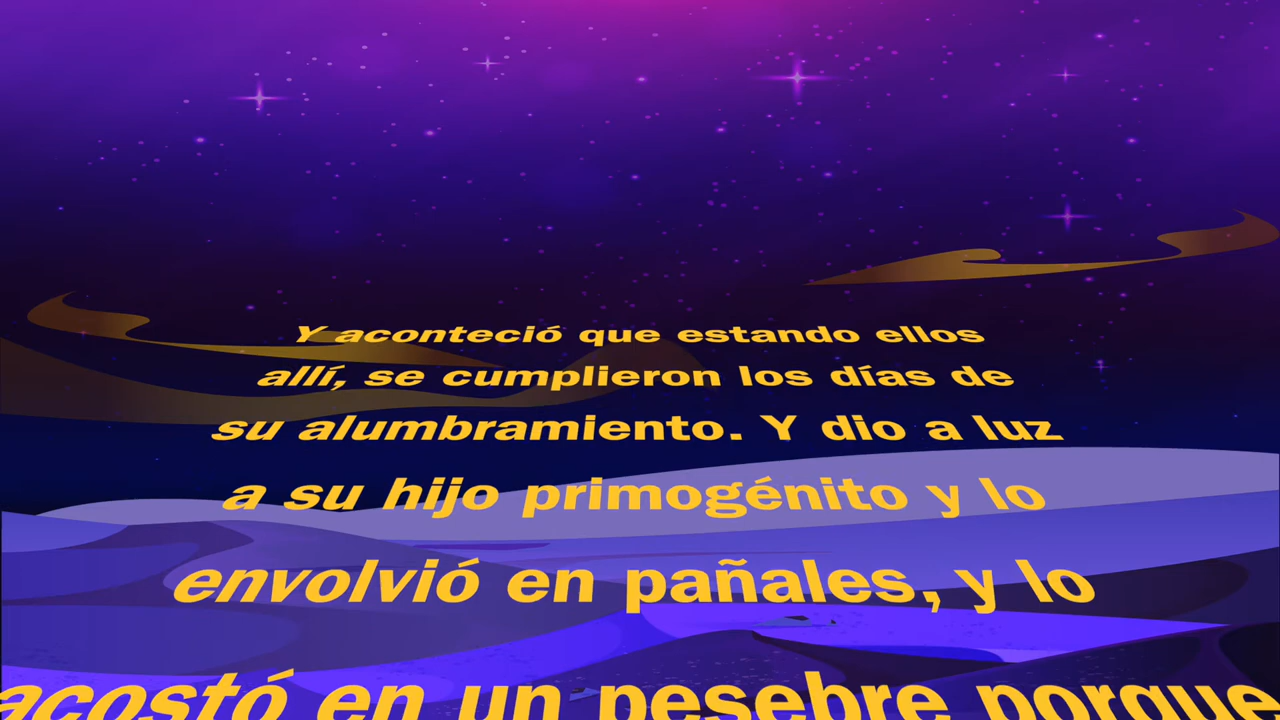 Y aconteció que estando ellos
allí, se cumplieron los días de
su alumbramiento. Y dio a luz
a su hijo primogénito y lo
envolvió en pañales, y lo
acostó en un pesebre porque